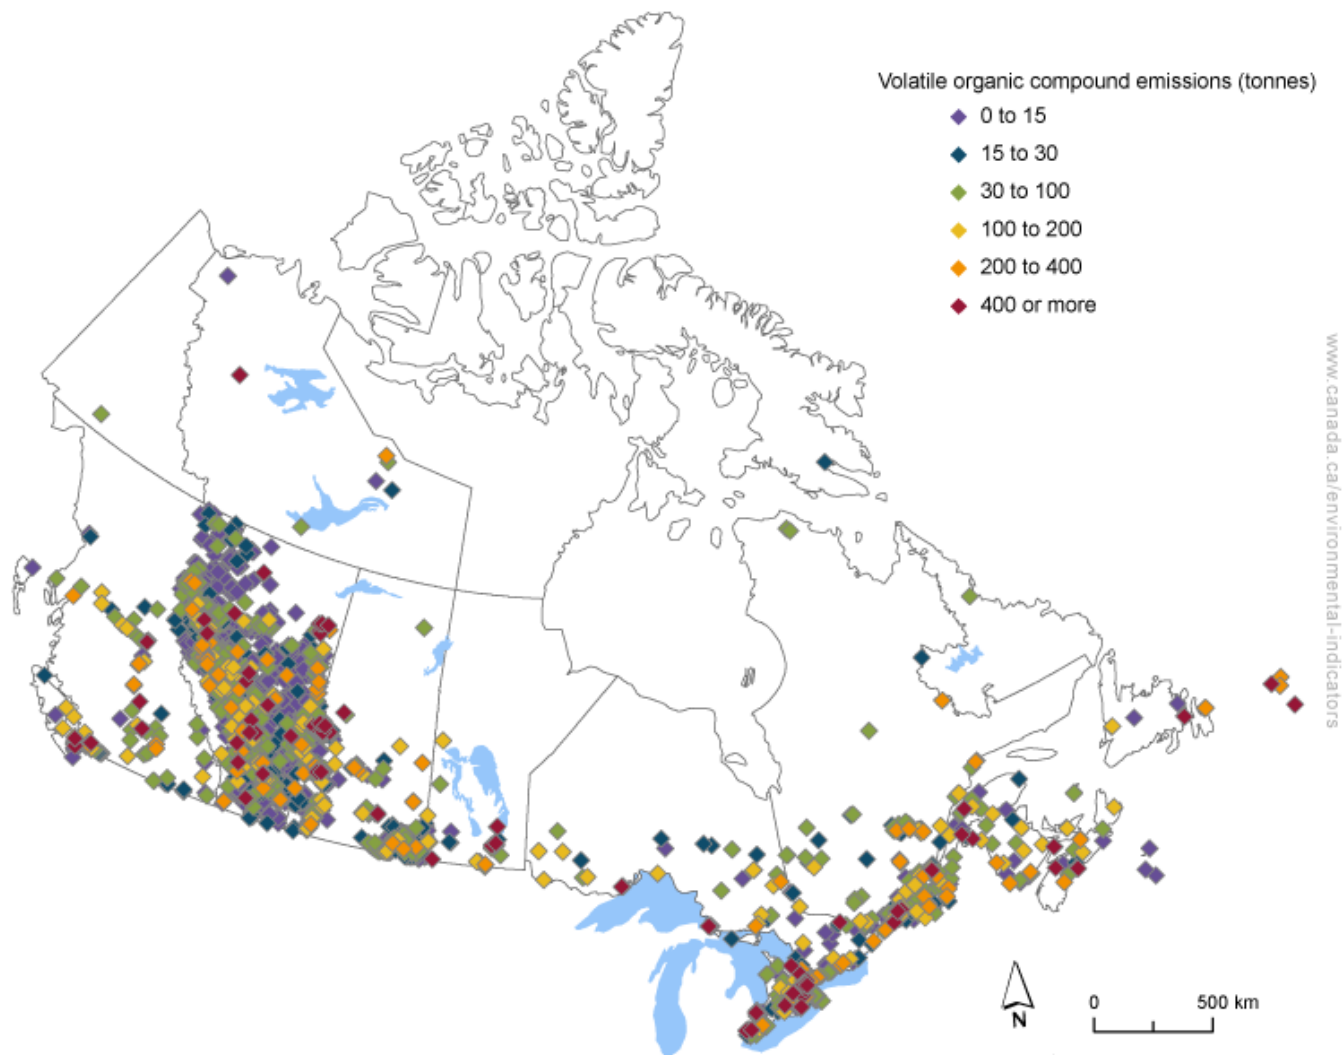 Volatile organic compound emissions (tonnes)
0 to 15
15 to 30
30 to 100
100 to 200
200 to 400
400 or more
www.canada.ca/environmental-indicators
N
0 500 km